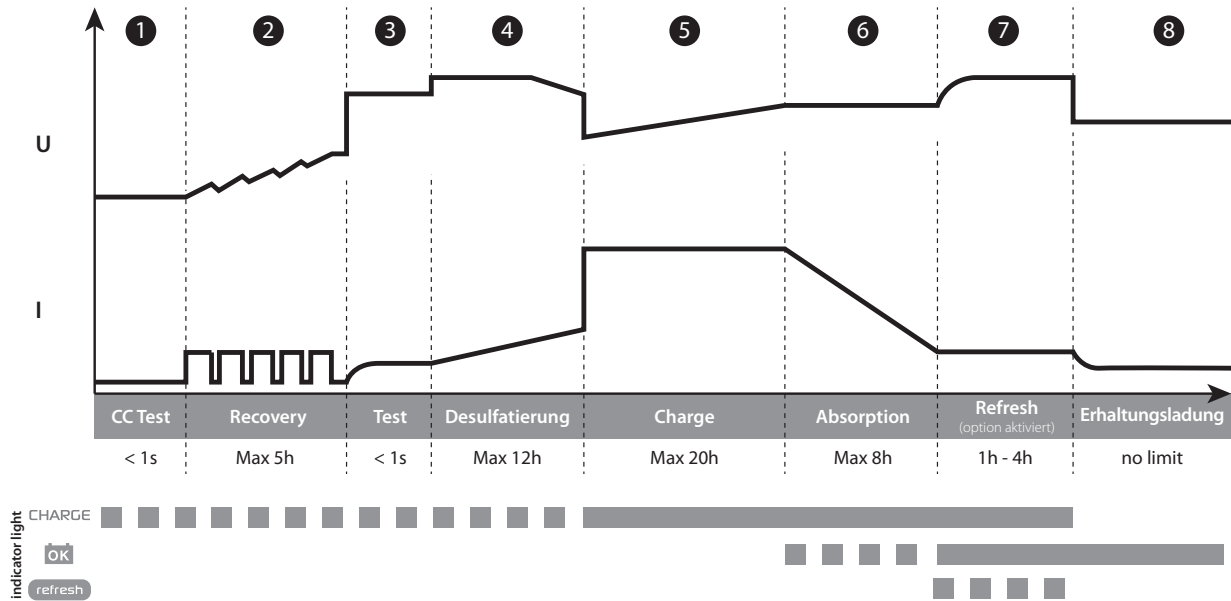 1 2 3 4 5 6 7 8
U
I
CC Test Recovery Test Desulfatierung Charge Absorption Refresh Erhaltungsladung
(option aktiviert)
< 1s Max 5h < 1s Max 12h Max 20h Max 8h 1h - 4h no limit
indicator light
CHARGE
OK
refresh